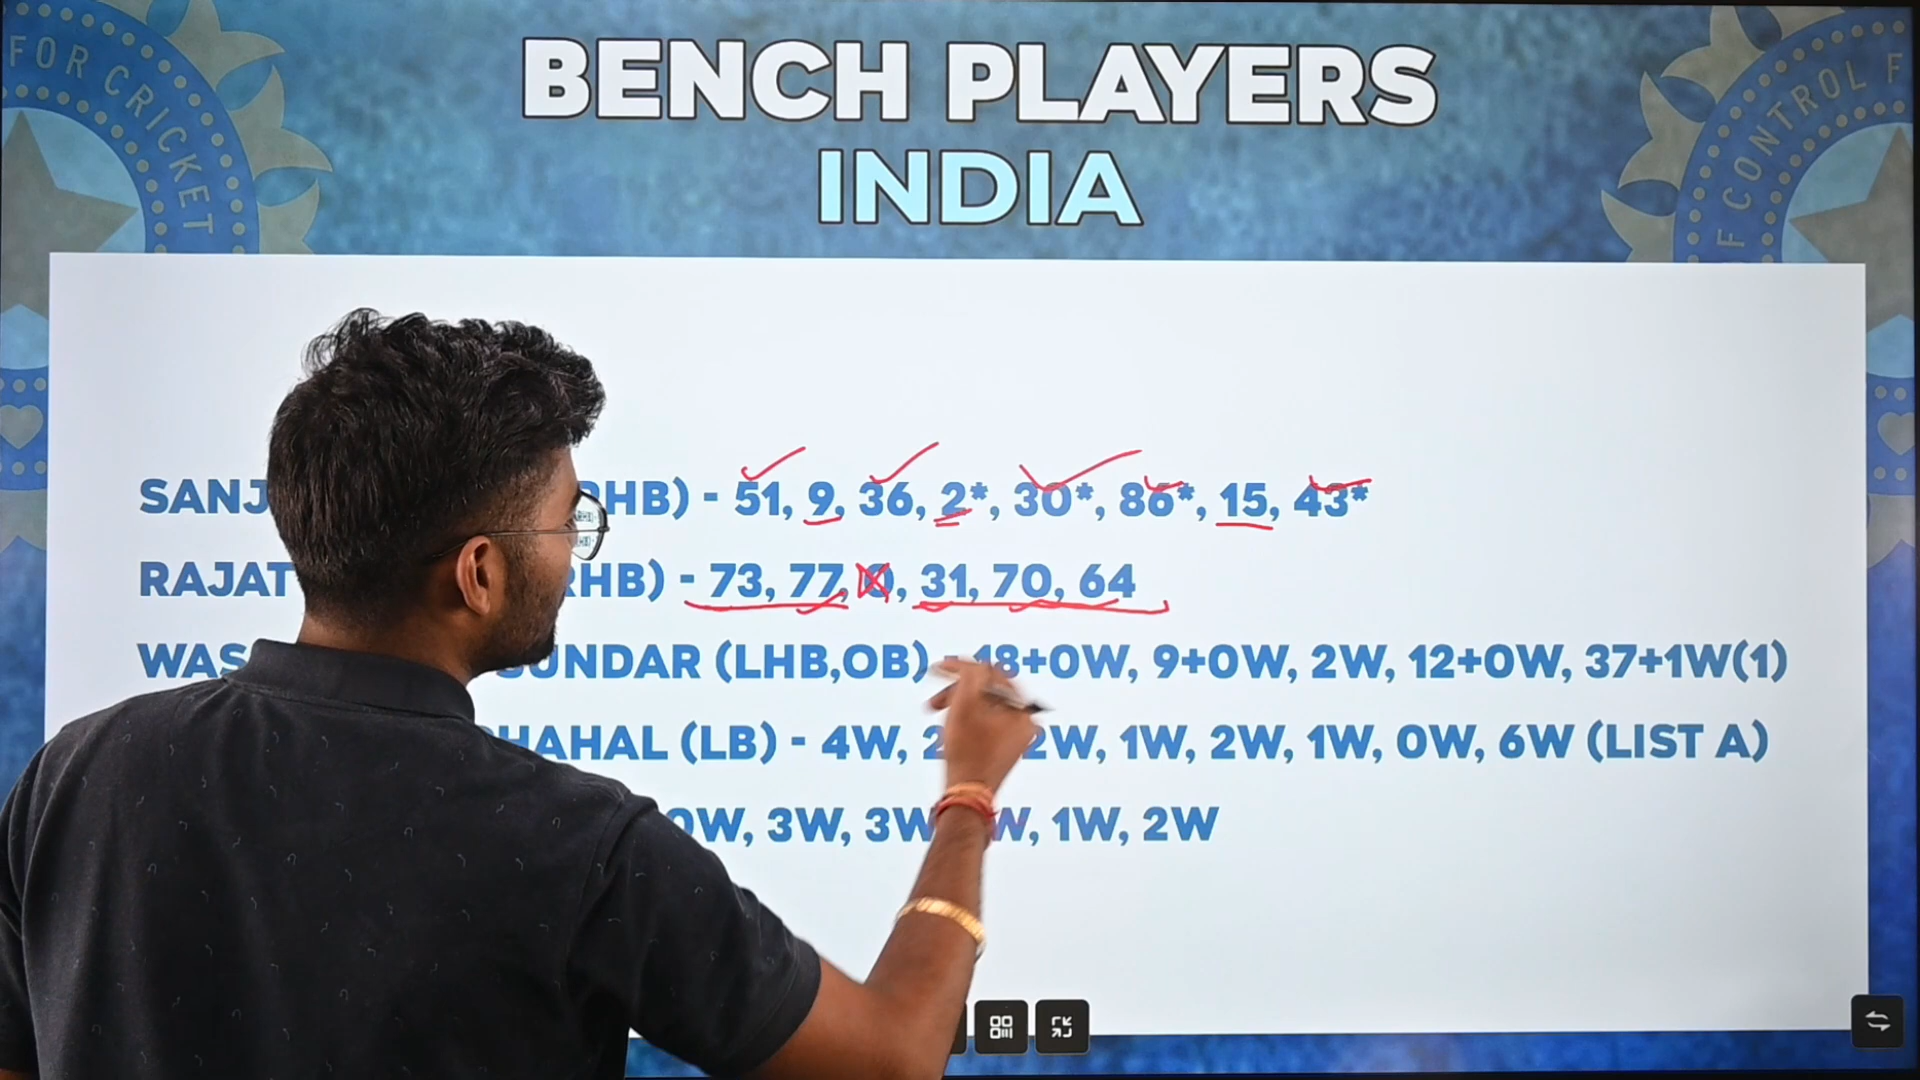 FOR CRICKET
CONTROL F
BENCH PLAYERS
INDIA
SANJ RHB) - 51, 9, 36, 2*, 30*, 86*, 15, 43*
RAJAT RHB) - 73, 77, 0, 31, 70, 64
WAS SUNDAR (LHB,OB) - 18+0W, 9+0W, 2W, 12+0W, 37+1W(1)
CHAHAL (LB) - 4W, 2 2W, 1W, 2W, 1W, 0W, 6W (LIST A)
0W, 3W, 3W W, 1W, 2W